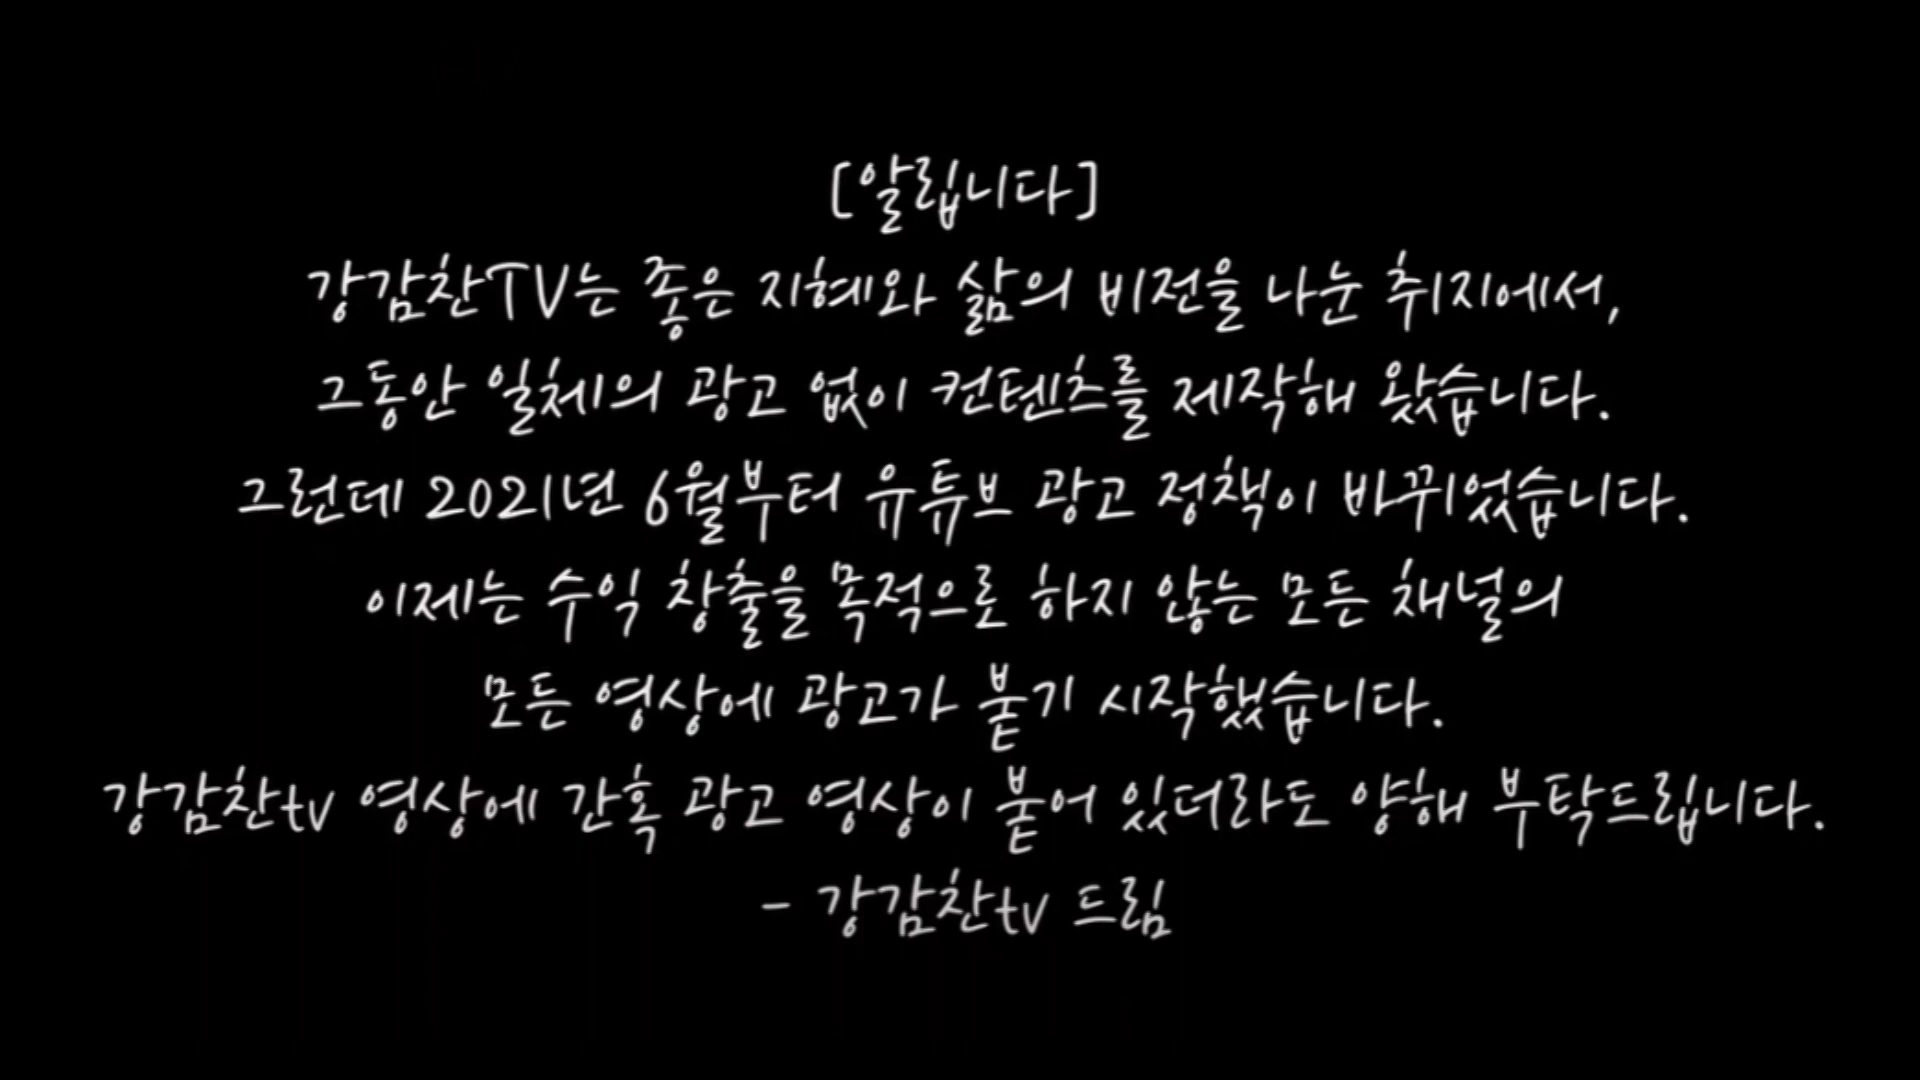 [알립니다]
강감찬TV는 좋은 지혜와 삶의 비전을 나눈 취지에서,
그동안 일체의 광고 없이 컨텐츠를 제작해 왔습니다.
그런데 2021년 6월부터 유튜브 광고 정책이 바뀌었습니다.
이제는 수익 창출을 목적으로 하지 않는 모든 채널의
모든 영상에 광고가 붙기 시작했습니다.
강감찬tv 영상에 간혹 광고 영상이 붙어 있더라도 양해 부탁드립니다.
- 강감찬tv 드림